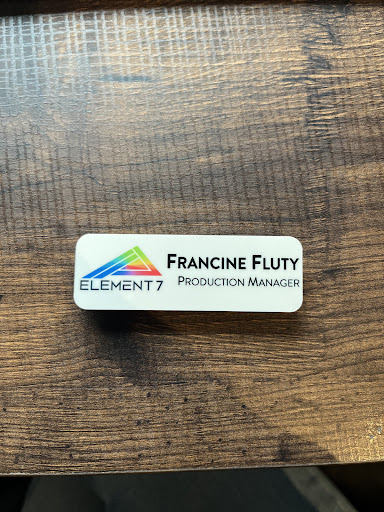 FRANCINE FLUTY
PRODUCTION MANAGER
ELEMENT 7